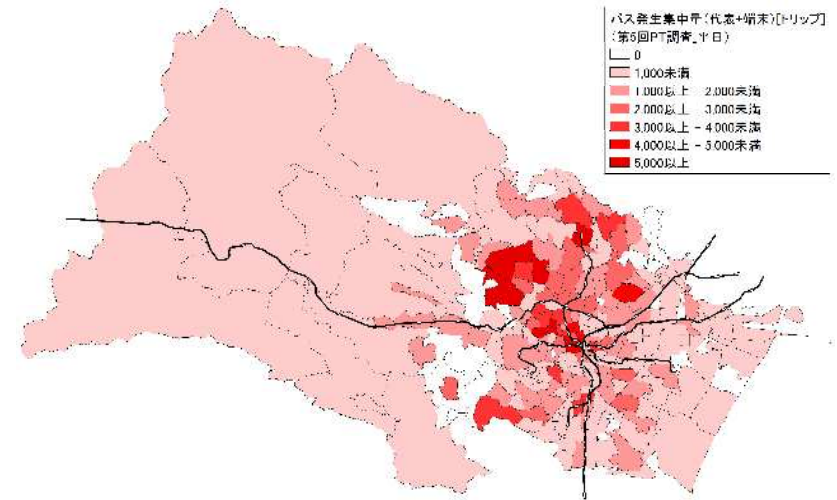 バス発生集中量(代表+端末)[トリップ]
(第5回PT調査_平日)
0
1,000未満
1,000以上 - 2,000未満
2,000以上 - 3,000未満
3,000以上 - 4,000未満
4,000以上 - 5,000未満
5,000以上